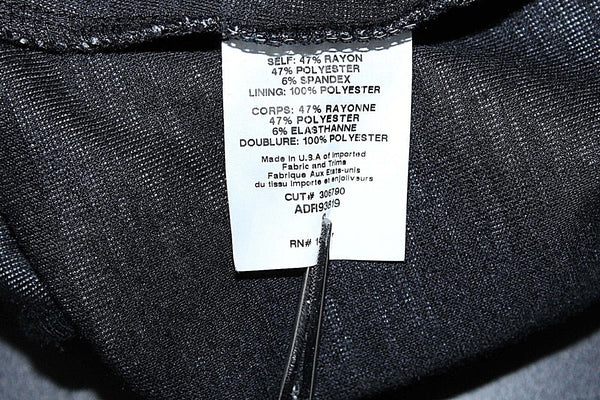 SELF: 47% RAYON
47% POLYESTER
6% SPANDEX
LINING: 100% POLYESTER
CORPS: 47% RAYONNE
47% POLYESTER
6% ELASTHANNE
DOUBLURE: 100% POLYESTER
Made in U.S.A of Imported
Fabric and Trims
Fabrique Aux Etats-unis
du tissu importe et enjolivsurs
CUT# 306790
RN#